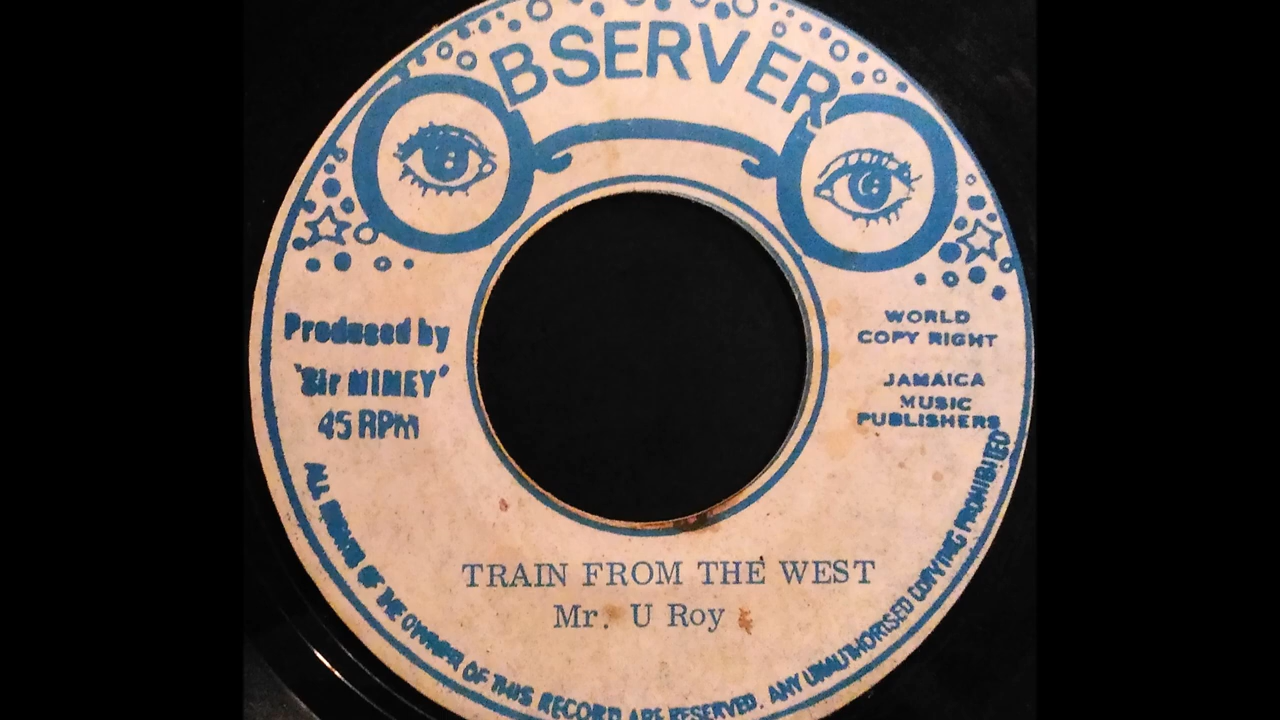 OBSERVER
Produced by
'Sir NINEY'
45 RPM
WORLD
COPY RIGHT
JAMAICA
MUSIC
PUBLISHERS
TRAIN FROM THE WEST
Mr. U Roy
ALL RIGHTS OF THE OWNER OF THIS RECORD ARE RESERVED. ANY UNAUTHORISED COPYING PROHIBITED